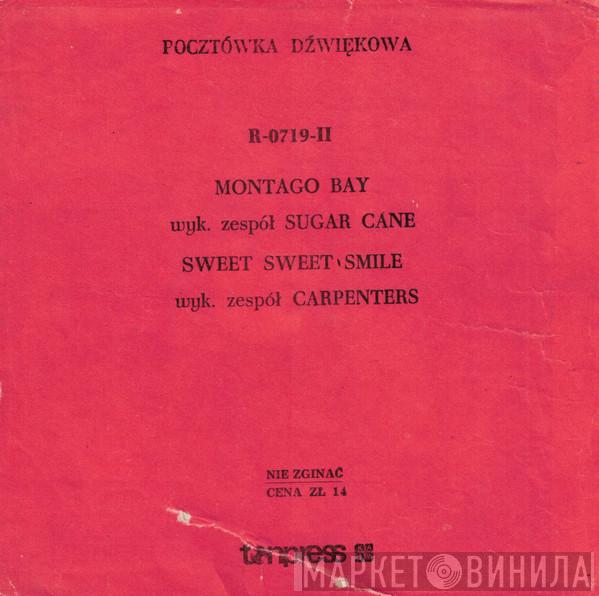 POCZTÓWKA DŹWIĘKOWA
R-0719-II
MONTAGO BAY
wyk. zespół SUGAR CANE
SWEET SWEET SMILE
wyk. zespół CARPENTERS
NIE ZGINAĆ
CENA ZŁ 14
tonpress
МАРКЕТ ВИНИЛА